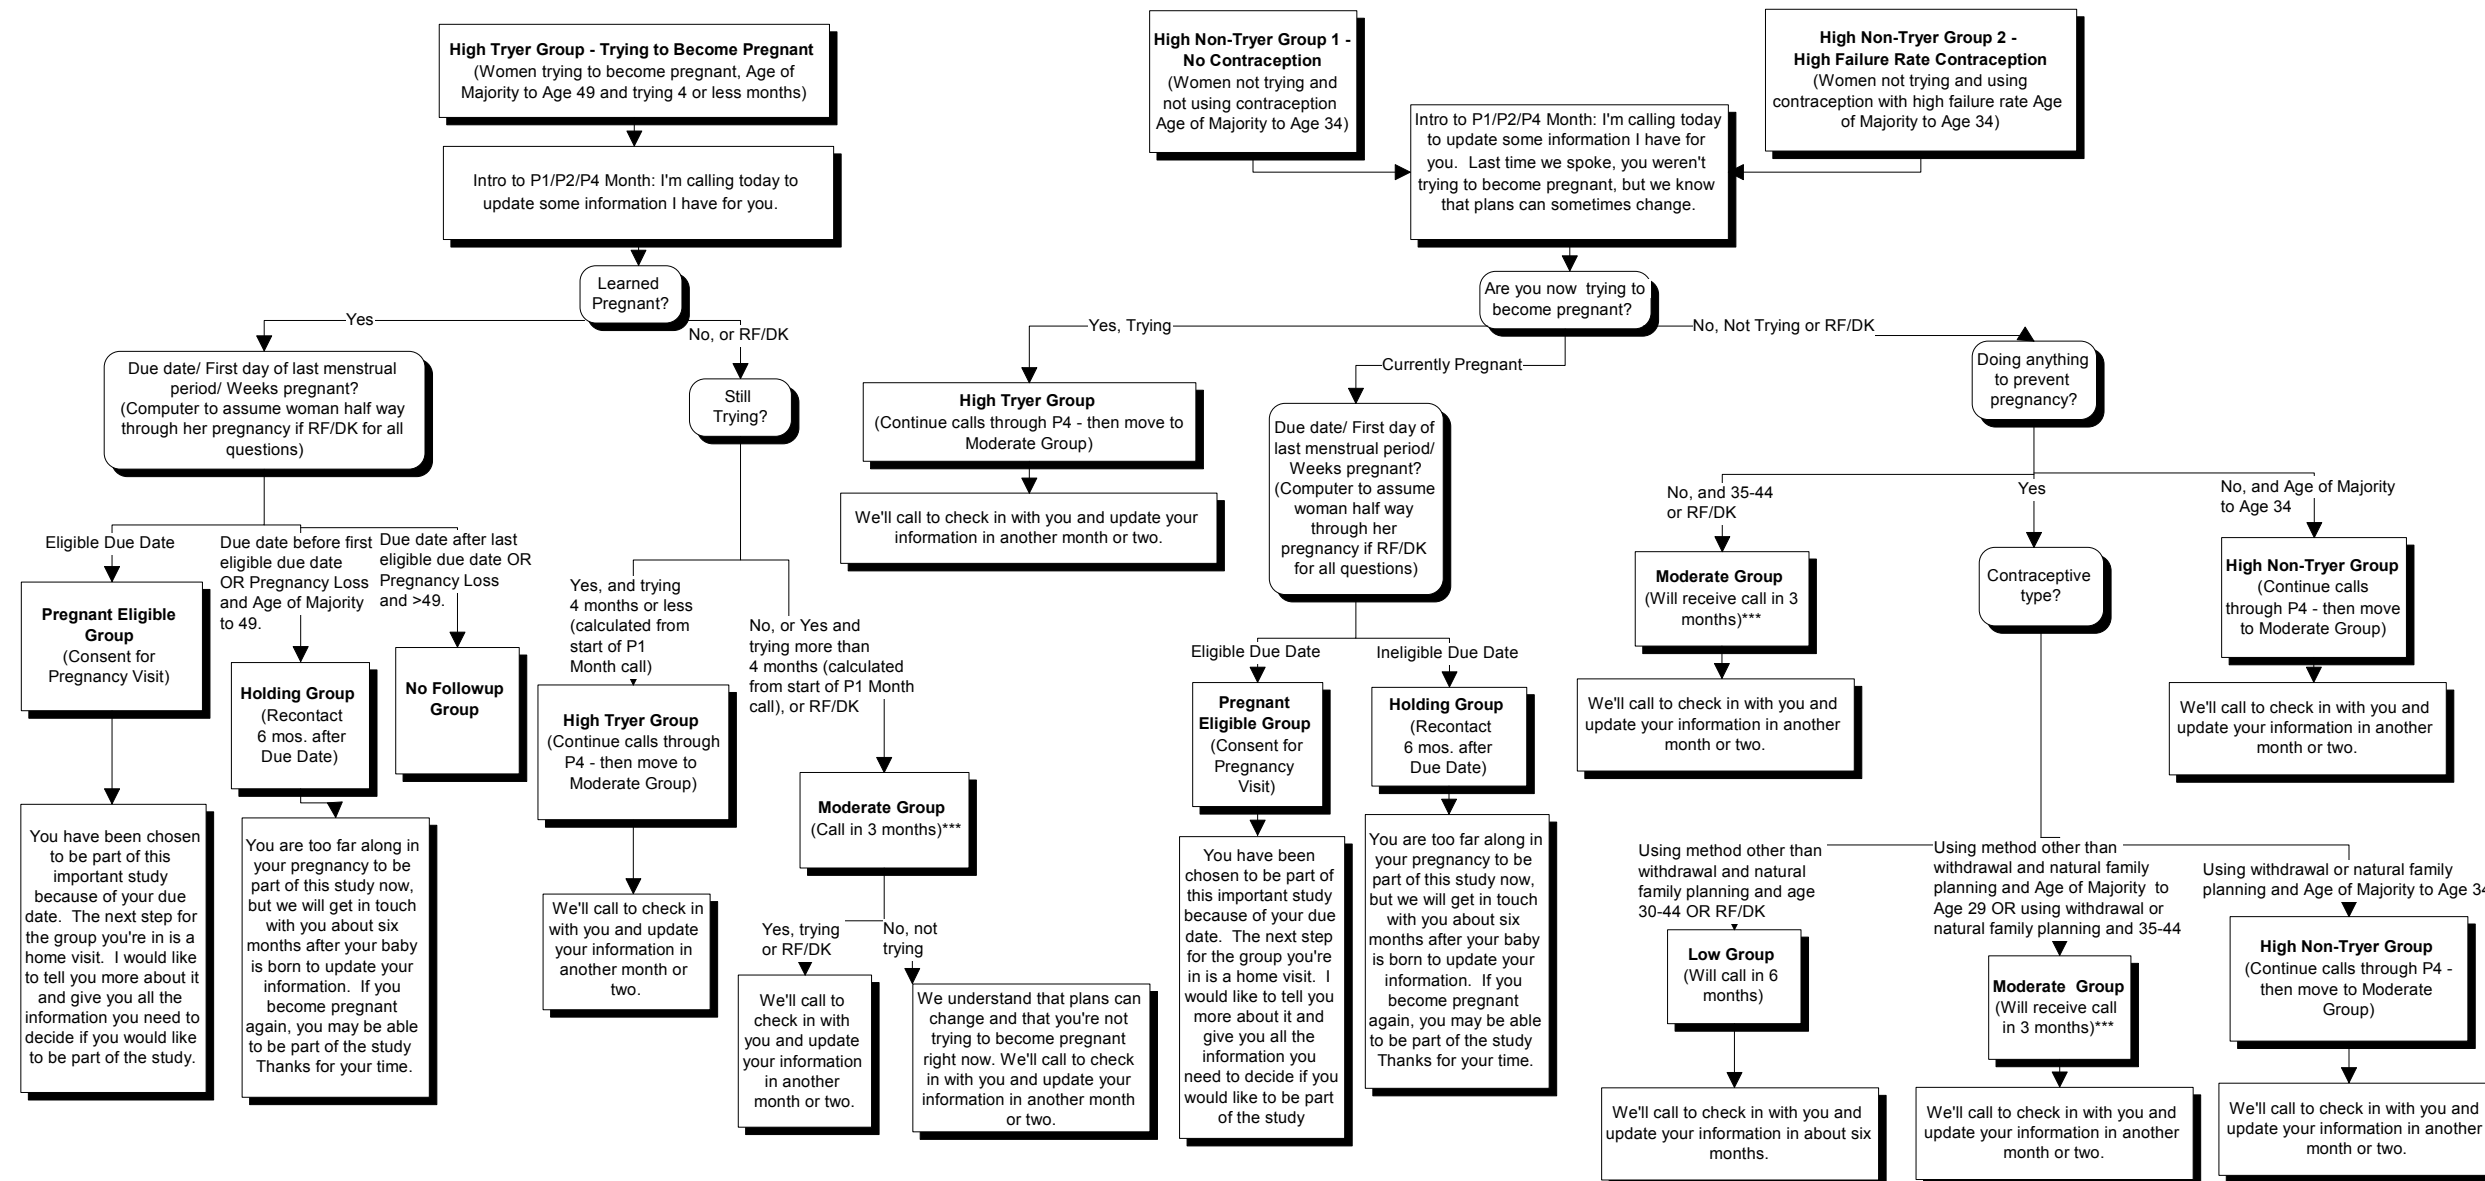 High Tryer Group - Trying to Become Pregnant
(Women trying to become pregnant, Age of
Majority to Age 49 and trying 4 or less months)
Intro to P1/P2/P4 Month: I'm calling today to
update some information I have for you.
Learned
Pregnant?
Yes
No, or RF/DK
Due date/ First day of last menstrual
period/ Weeks pregnant?
(Computer to assume woman half way
through her pregnancy if RF/DK for all
questions)
Still
Trying?
Eligible Due Date
Due date before first
eligible due date
OR Pregnancy Loss
and Age of Majority
to 49.
Due date after last
eligible due date OR
Pregnancy Loss
and >49.
Pregnant Eligible
Group
(Consent for
Pregnancy Visit)
Holding Group
(Recontact
6 mos. after
Due Date)
No Followup
Group
You have been chosen
to be part of this
important study
because of your due
date. The next step for
the group you're in is a
home visit. I would like
to tell you more about it
and give you all the
information you need to
decide if you would like
to be part of the study.
You are too far along in
your pregnancy to be
part of this study now,
but we will get in touch
with you about six
months after your baby
is born to update your
information. If you
become pregnant
again, you may be able
to be part of the study
Thanks for your time.
Yes, and trying
4 months or less
(calculated from
start of P1
Month call)
No, or Yes and
trying more than
4 months (calculated
from start of P1 Month
call), or RF/DK
High Tryer Group
(Continue calls through
P4 - then move to
Moderate Group)
Moderate Group
(Call in 3 months)***
We'll call to check in
with you and update
your information in
another month or
two.
Yes, trying
or RF/DK
No, not
trying
We'll call to
check in with
you and update
your information
in another
month or two.
We understand that plans can
change and that you're not
trying to become pregnant
right now. We'll call to check
in with you and update your
information in another month
or two.
High Non-Tryer Group 1 -
No Contraception
(Women not trying and
not using contraception
Age of Majority to Age 34)
High Non-Tryer Group 2 -
High Failure Rate Contraception
(Women not trying and using
contraception with high failure rate Age
of Majority to Age 34)
Intro to P1/P2/P4 Month: I'm calling today
to update some information I have for
you. Last time we spoke, you weren't
trying to become pregnant, but we know
that plans can sometimes change.
Are you now trying to
become pregnant?
Yes, Trying
Currently Pregnant
No, Not Trying or RF/DK
High Tryer Group
(Continue calls through P4 - then move to
Moderate Group)
We'll call to check in with you and update your
information in another month or two.
Due date/ First day of
last menstrual period/
Weeks pregnant?
(Computer to assume
woman half way
through her
pregnancy if RF/DK
for all questions)
Eligible Due Date
Ineligible Due Date
Pregnant
Eligible Group
(Consent for
Pregnancy
Visit)
Holding Group
(Recontact
6 mos. after
Due Date)
You have been
chosen to be part of
this important study
because of your due
date. The next step
for the group you're
in is a home visit. I
would like to tell you
more about it and
give you all the
information you
need to decide if you
would like to be part
of the study
You are too far along in
your pregnancy to be
part of this study now,
but we will get in touch
with you about six
months after your baby
is born to update your
information. If you
become pregnant
again, you may be able
to be part of the study
Thanks for your time.
Doing anything
to prevent
pregnancy?
No, and 35-44
or RF/DK
Yes
No, and Age of Majority
to Age 34
Moderate Group
(Will receive call in 3
months)***
We'll call to check in with you and
update your information in another
month or two.
Contraceptive
type?
High Non-Tryer Group
(Continue calls
through P4 - then move
to Moderate Group)
We'll call to check in with you and
update your information in another
month or two.
Using method other than
withdrawal and natural
family planning and age
30-44 OR RF/DK
Using method other than
withdrawal and natural family
planning and Age of Majority to
Age 29 OR using withdrawal or
natural family planning and 35-44
Using withdrawal or natural family
planning and Age of Majority to Age 34
Low Group
(Will call in 6
months)
Moderate Group
(Will receive call
in 3 months)***
High Non-Tryer Group
(Continue calls through P4 -
then move to Moderate
Group)
We'll call to check in with you and
update your information in about six
months.
We'll call to check in with you and
update your information in another
month or two.
We'll call to check in with you and
update your information in another
month or two.